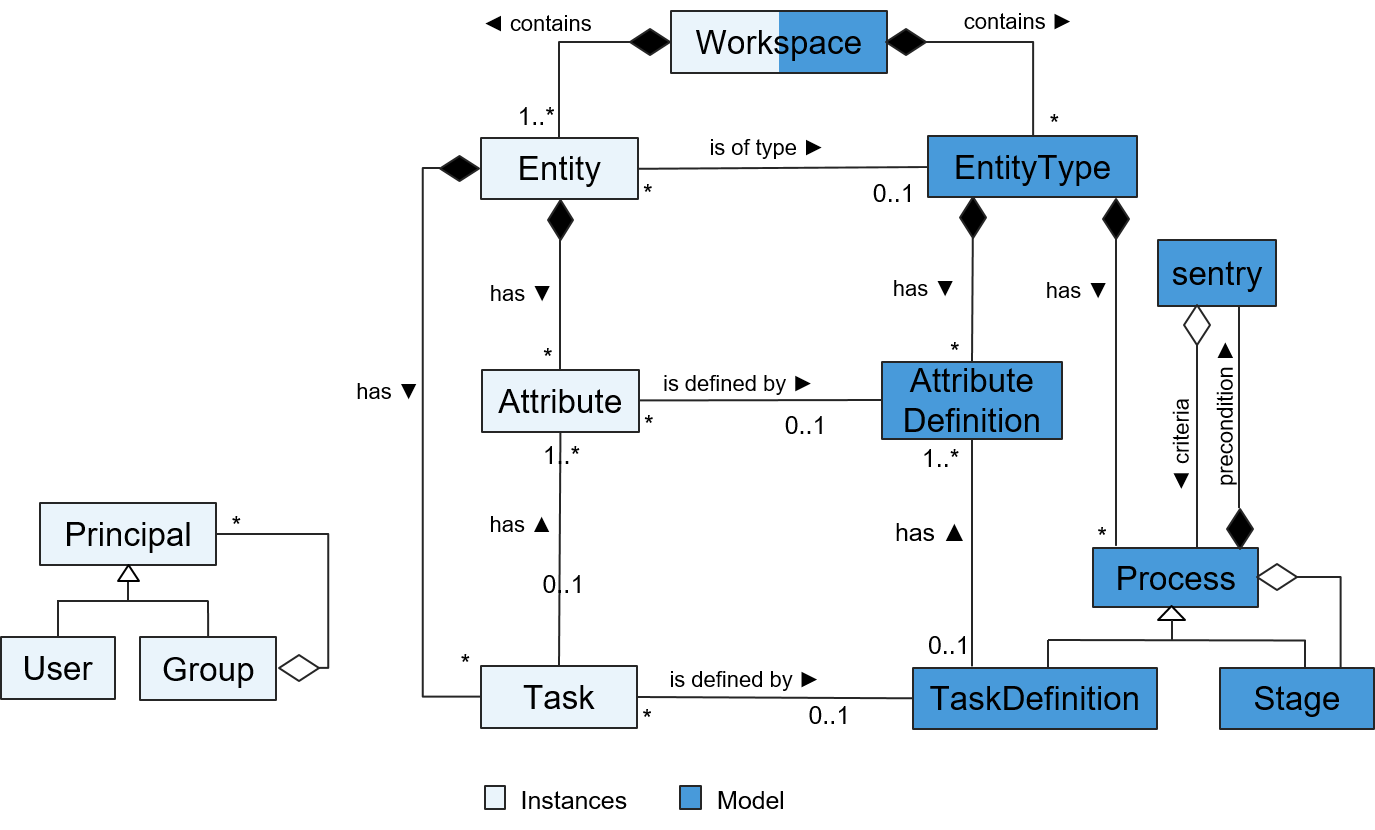 ◄ contains
Workspace
contains ►
1..*
*
Entity
is of type ►
EntityType
*
0..1
sentry
has ▼
has ▼
has ▼
*
*
precondition ►
◄ criteria
has ▼
Attribute
is defined by ►
Attribute
Definition
*
0..1
1..*
1..*
Principal
*
has ▲
has ▲
*
Process
0..1
0..1
User
Group
*
Task
is defined by ►
TaskDefinition
Stage
*
0..1
Instances
Model